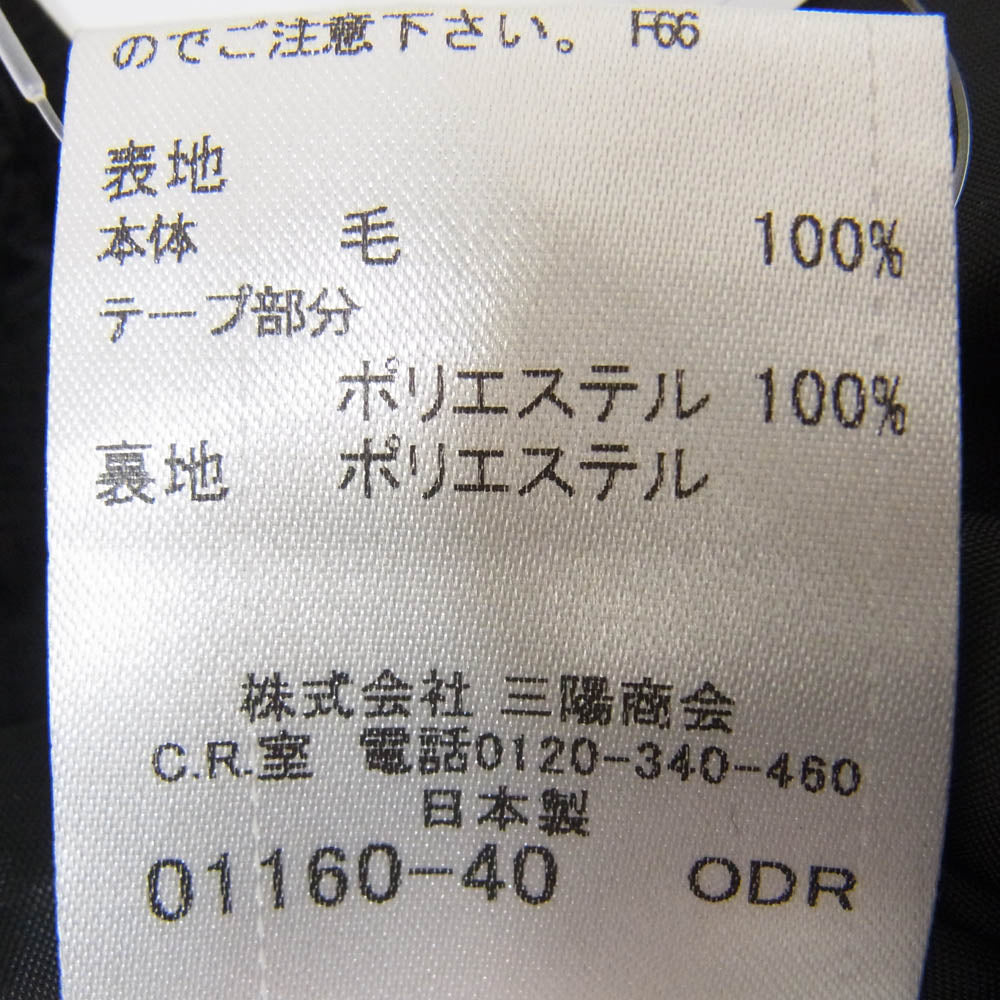 のでご注意下さい。 F66
表地
本体 毛 100%
テープ部分
ポリエステル 100%
裏地 ポリエステル
株式会社 三陽商会
C.R.室 電話0120-340-460
日本製
01160-40 ODR